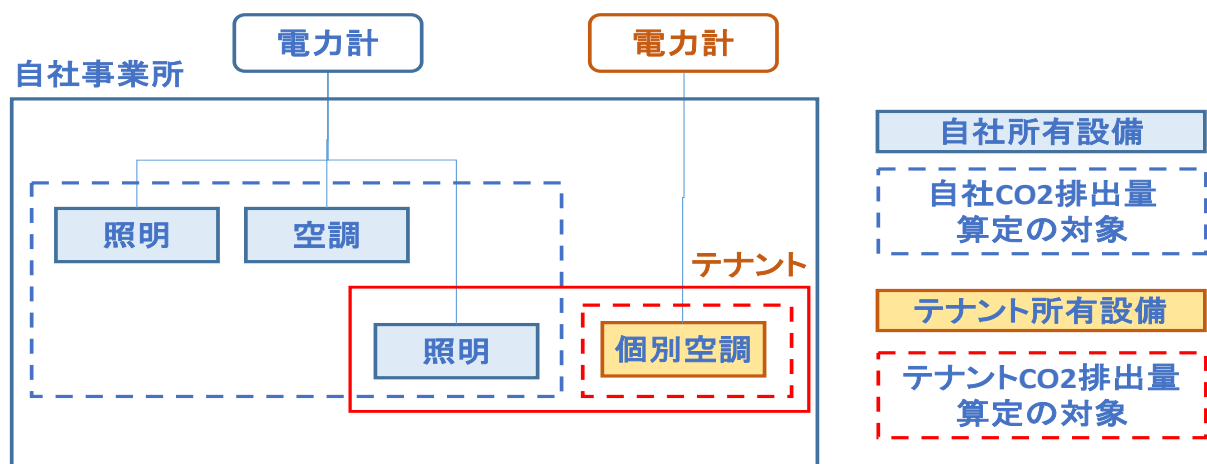 電力計
電力計
自社事業所
照明
空調
テナント
照明
個別空調
自社所有設備
自社CO2排出量
算定の対象
テナント所有設備
テナントCO2排出量
算定の対象